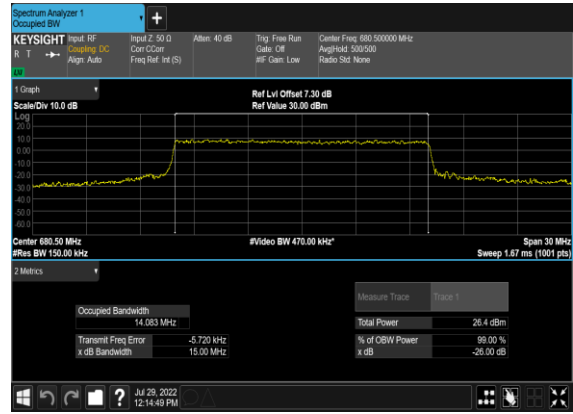 Spectrum Analyzer 1
Occupied BW
+
KEYSIGHT Input: RF Input Z: 50 Ω Atten: 40 dB Trig: Free Run Center Freq: 680.500000 MHz
R T Coupling: DC Corr CCorr Gate: Off Avg|Hold: 500/500
Align: Auto Freq Ref: Int (S) #IF Gain: Low Radio Std: None
1 Graph
Ref Lvl Offset 7.30 dB
Scale/Div 10.0 dB Ref Value 30.00 dBm
Log
20.0
10.0
0.00
-10.0
-20.0
-30.0
-40.0
-50.0
-60.0
Center 680.50 MHz #Video BW 470.00 kHz* Span 30 MHz
#Res BW 150.00 kHz Sweep 1.67 ms (1001 pts)
2 Metrics
Measure Trace Trace 1
Occupied Bandwidth
14.083 MHz Total Power 26.4 dBm
Transmit Freq Error -5.720 kHz % of OBW Power 99.00 %
x dB Bandwidth 15.00 MHz x dB -26.00 dB
? Jul 29, 2022
12:14:49 PM